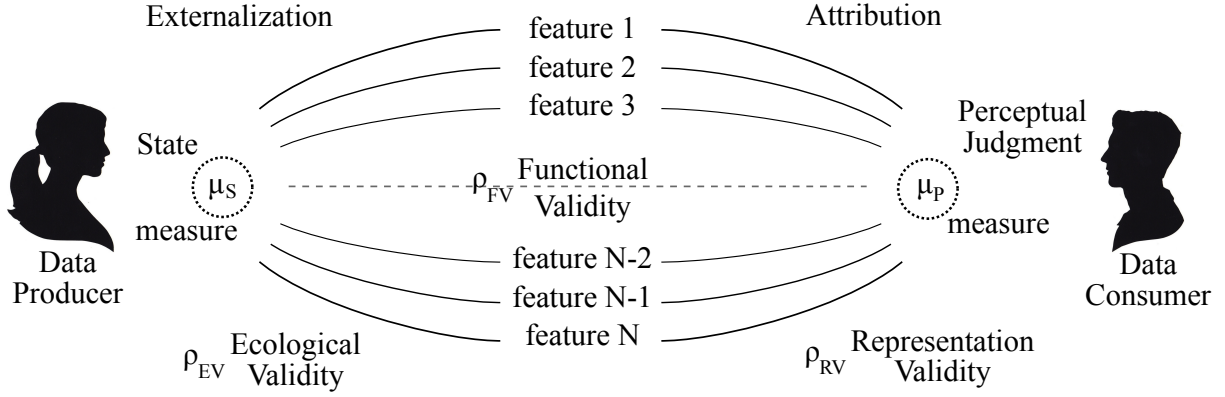 Externalization
Attribution
feature 1
feature 2
feature 3
State
μS
measure
Data
Producer
ρFV Functional
Validity
Perceptual
Judgment
μP
measure
Data
Consumer
feature N-2
feature N-1
feature N
ρEV Ecological
Validity
ρRV Representation
Validity